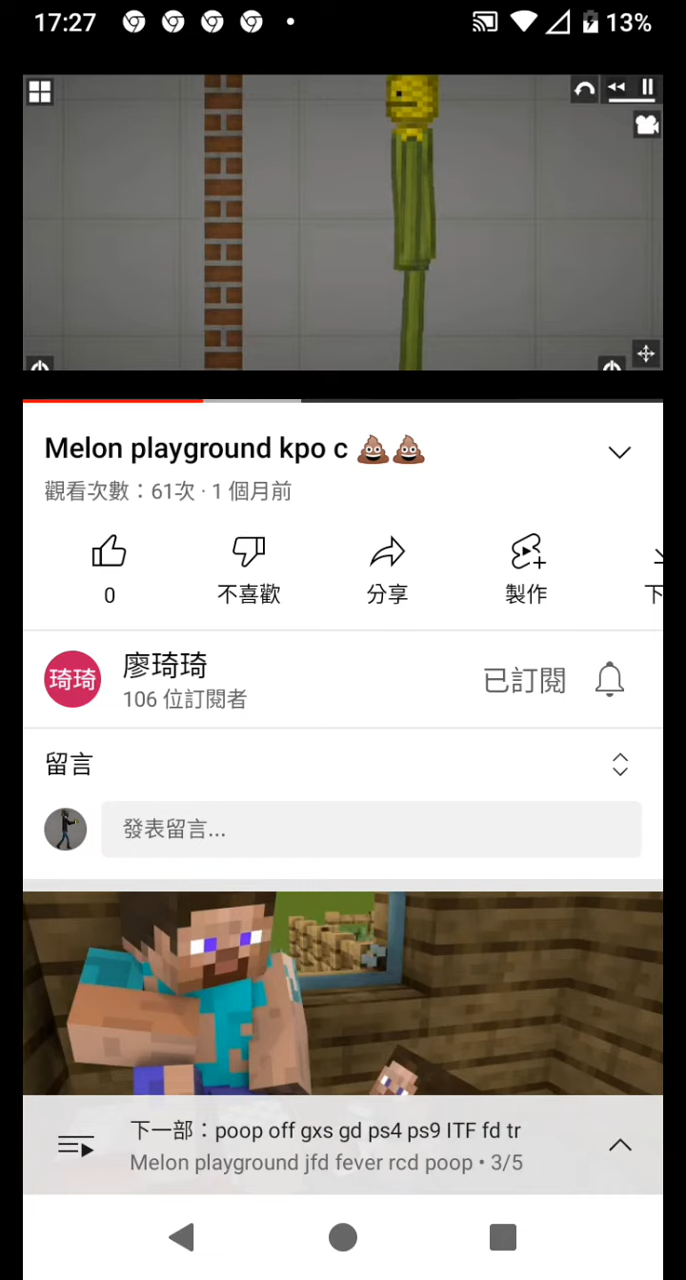 17:27
13%
Melon playground kpo c 💩💩
觀看次數：61次 · 1 個月前
0
不喜歡
分享
製作
下
琦琦
廖琦琦
106 位訂閱者
已訂閱
留言
發表留言...
下一部：poop off gxs gd ps4 ps9 ITF fd tr
Melon playground jfd fever rcd poop • 3/5